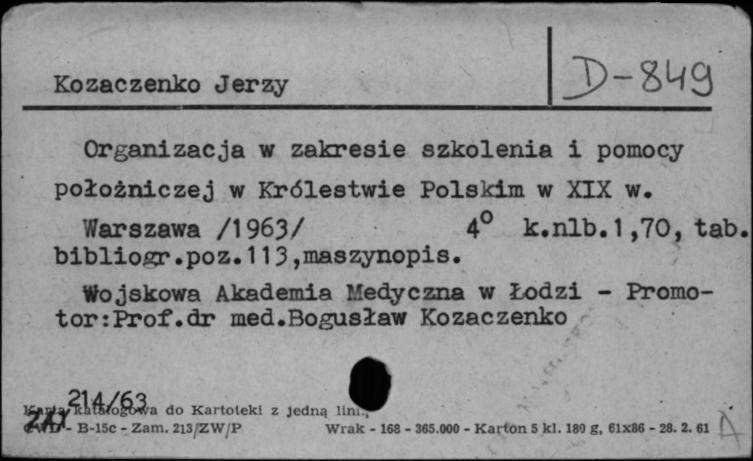 Kozaczenko Jerzy
D-849
Organizacja w zakresie szkolenia i pomocy
położniczej w Królestwie Polskim w XIX w.
Warszawa /1963/ 4° k.nlb.1,70, tab.
bibliogr.poz.113,maszynopis.
Wojskowa Akademia Medyczna w Łodzi - Promo-
tor:Prof.dr med.Bogusław Kozaczenko
214/63
Karta katalogowa do Kartoteki z jedną lini.,
- B-15c - Zam. 213/ZW/P Wrak - 168 - 365.000 - Karton 5 kl. 180 g, 61x86 - 28. 2. 61